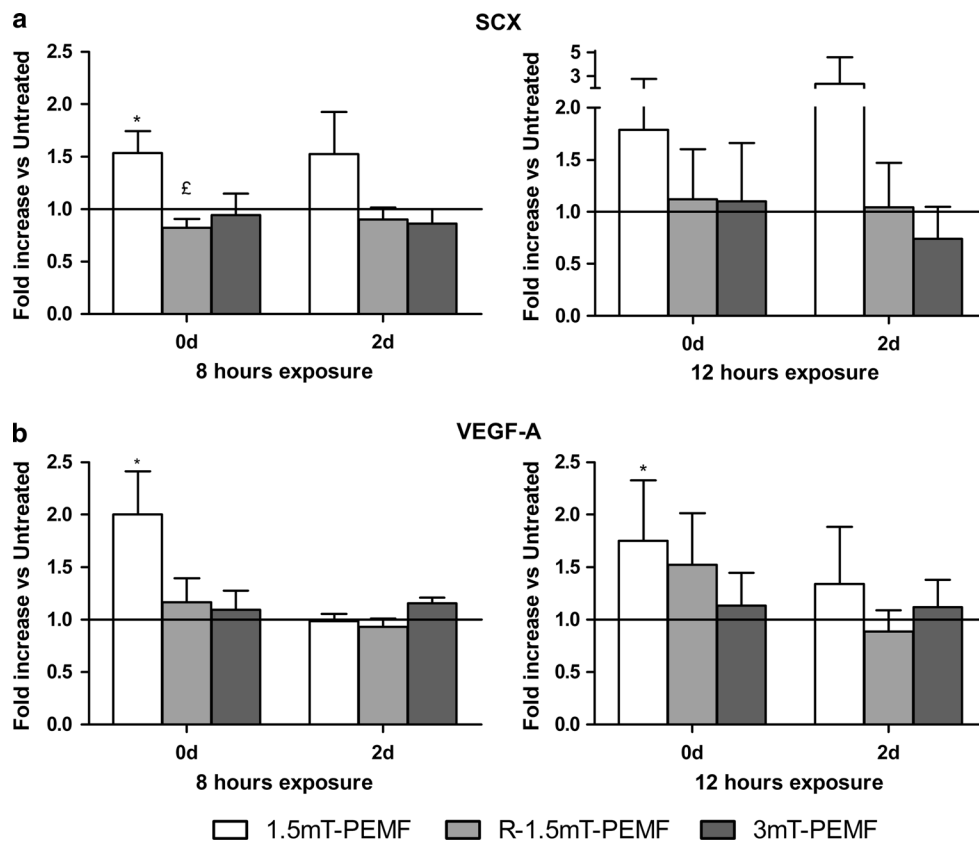 a
SCX
Fold increase vs Untreated
2.5
2.0
1.5
1.0
0.5
0.0
*
£
0d 2d
8 hours exposure
Fold increase vs Untreated
5
3
2.0
1.5
1.0
0.5
0.0
0d 2d
12 hours exposure
b
VEGF-A
Fold increase vs Untreated
2.5
2.0
1.5
1.0
0.5
0.0
*
0d 2d
8 hours exposure
Fold increase vs Untreated
2.5
2.0
1.5
1.0
0.5
0.0
*
0d 2d
12 hours exposure
1.5mT-PEMF R-1.5mT-PEMF 3mT-PEMF